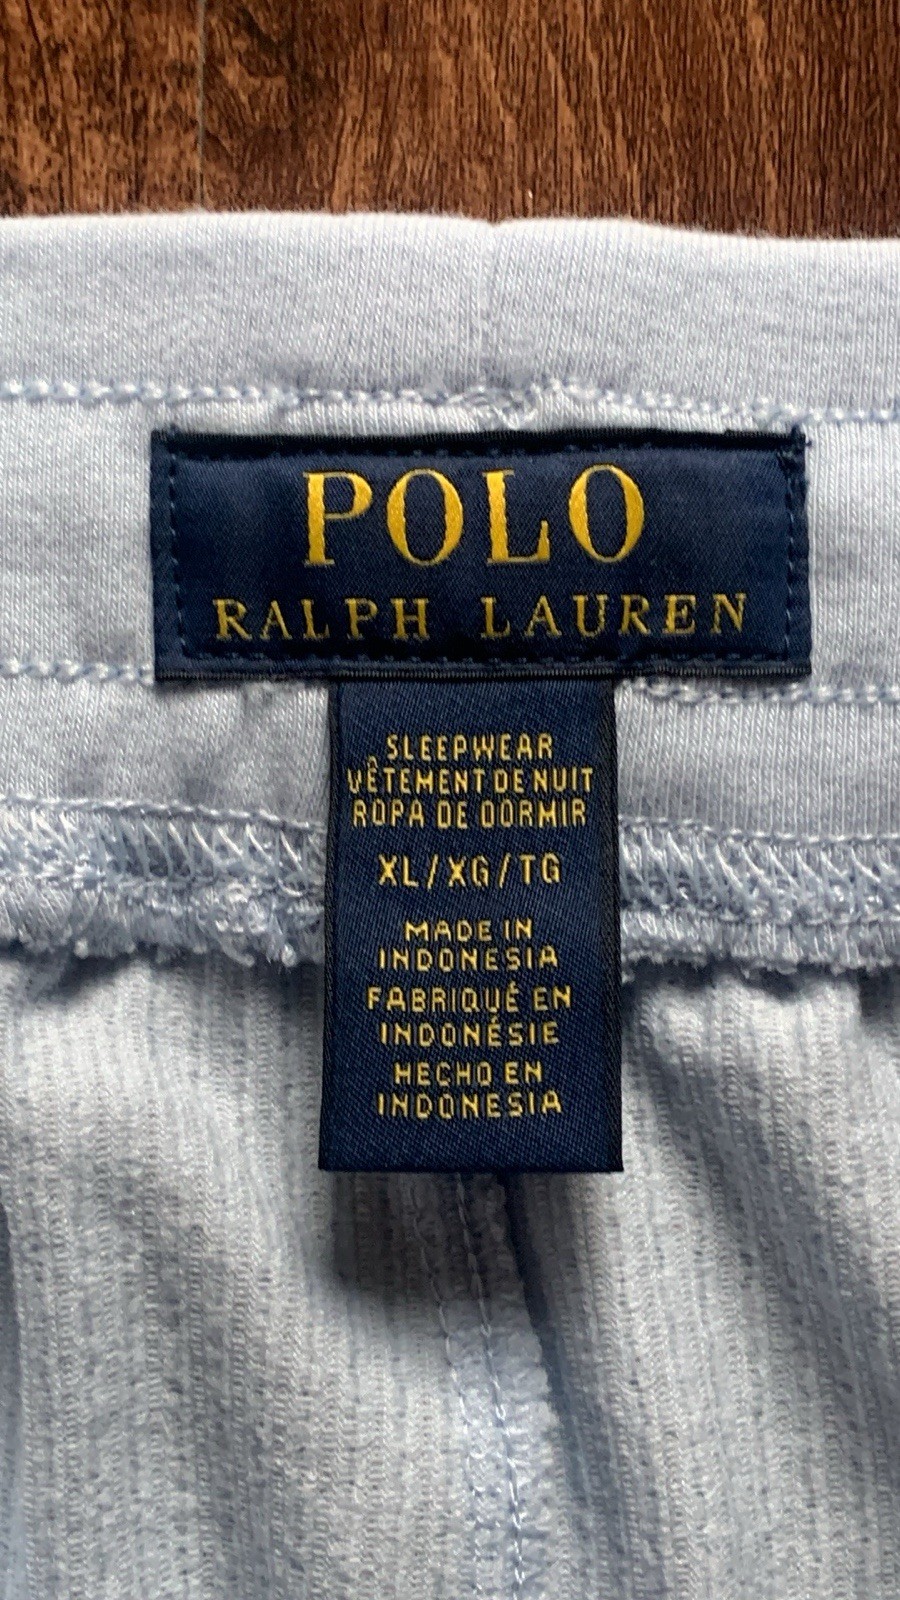 POLO
RALPH LAUREN
SLEEPWEAR
VÊTEMENT DE NUIT
ROPA DE DORMIR
XL/XG/TG
MADE IN
INDONESIA
FABRIQUÉ EN
INDONÉSIE
HECHO EN
INDONESIA